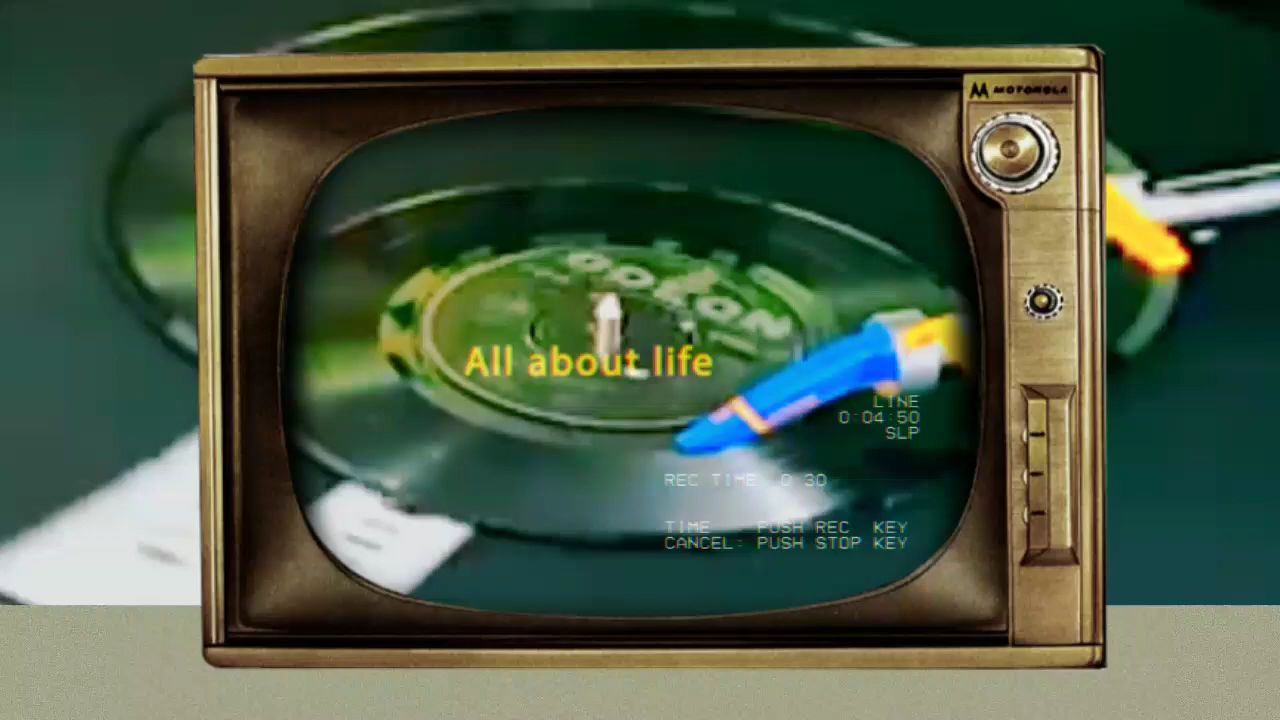 MOTOROLA
All about life
LINE
0:04:50
SLP
REC TIME 0:30
TIME : PUSH REC KEY
CANCEL: PUSH STOP KEY